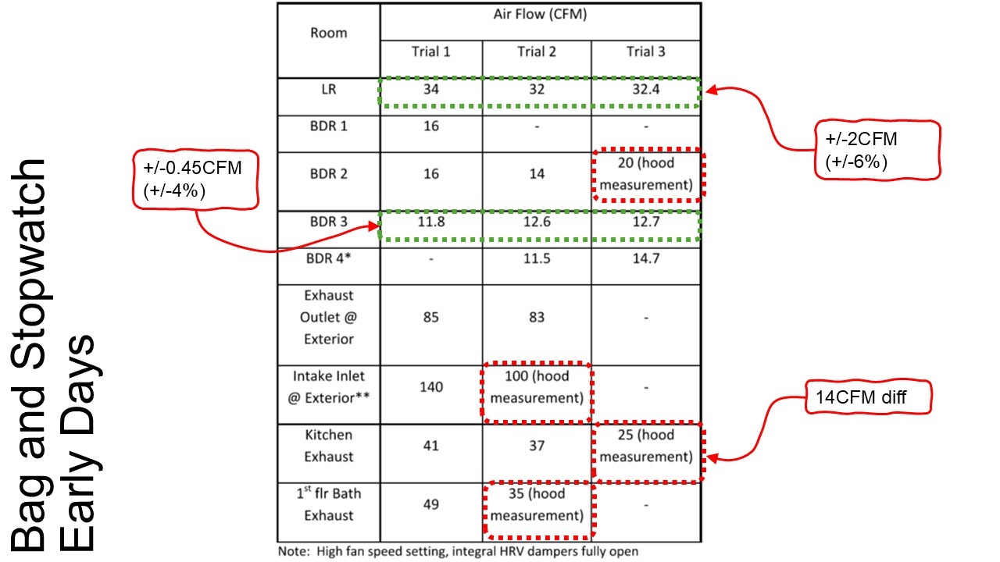 Bag and Stopwatch
Early Days
Room
Air Flow (CFM)
Trial 1
Trial 2
Trial 3
LR
34
32
32.4
BDR 1
16
-
-
BDR 2
16
14
20 (hood
measurement)
BDR 3
11.8
12.6
12.7
BDR 4*
-
11.5
14.7
Exhaust
Outlet @
Exterior
85
83
-
Intake Inlet
@ Exterior**
140
100 (hood
measurement)
-
Kitchen
Exhaust
41
37
25 (hood
measurement)
1st flr Bath
Exhaust
49
35 (hood
measurement)
-
Note: High fan speed setting, integral HRV dampers fully open
+/-0.45CFM
(+/-4%)
+/-2CFM
(+/-6%)
14CFM diff